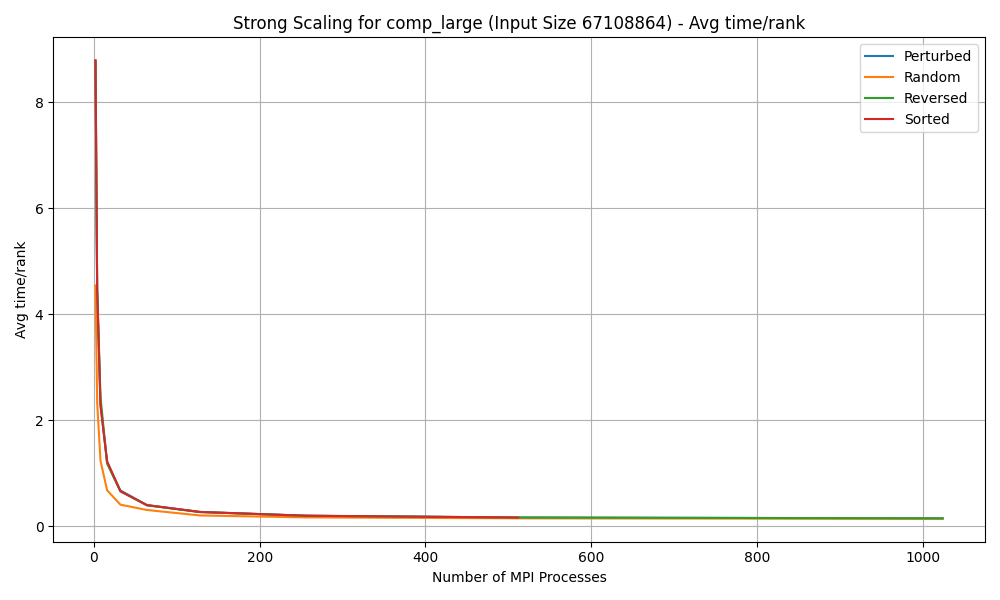 Strong Scaling for comp_large (Input Size 67108864) - Avg time/rank
Perturbed
Random
Reversed
Sorted
Avg time/rank
8
6
4
2
0
0 200 400 600 800 1000
Number of MPI Processes